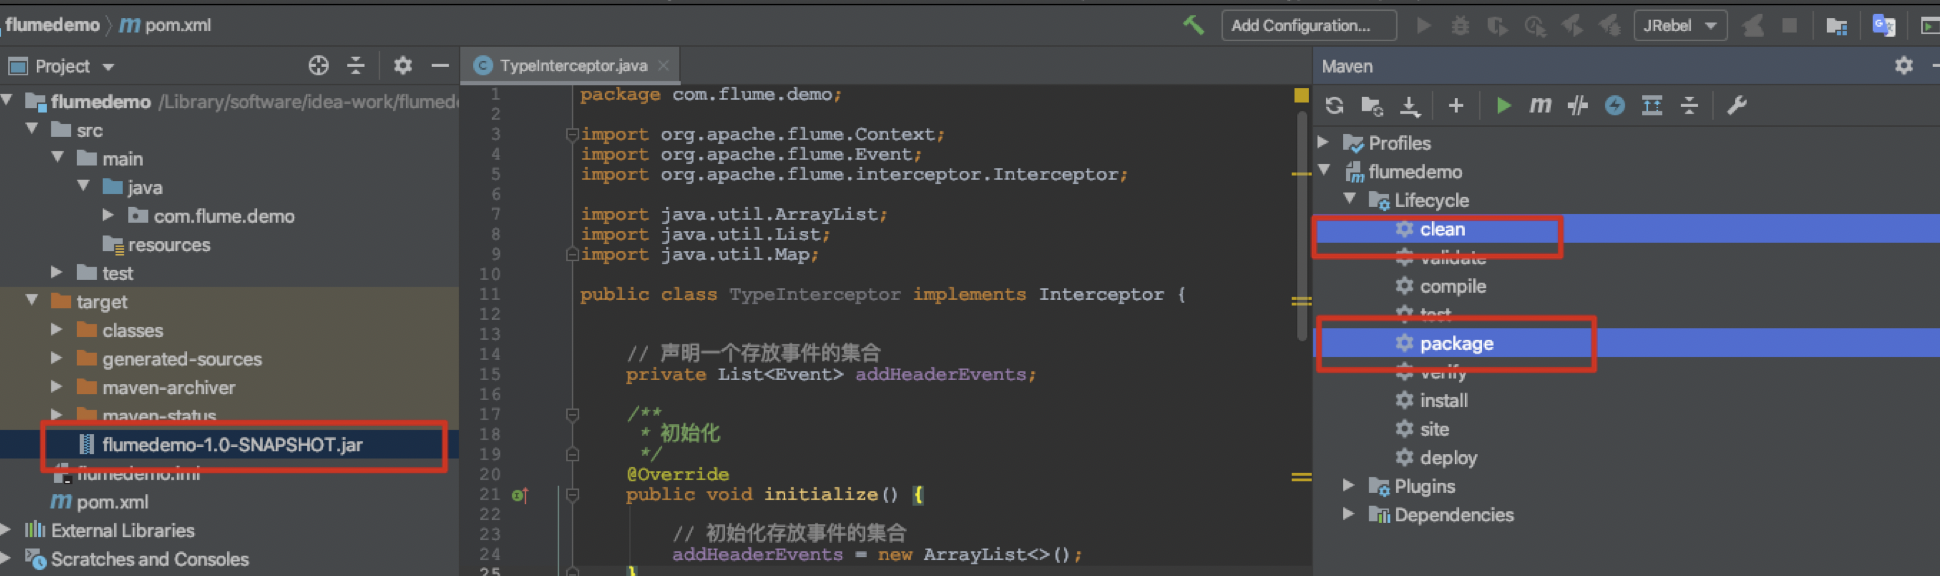 flumedemo pom.xml
Add Configuration...
JRebel
Project
TypeInterceptor.java
Maven
flumedemo /Library/software/idea-work/flumed
src
main
java
com.flume.demo
resources
test
target
classes
generated-sources
maven-archiver
maven-status
flumedemo-1.0-SNAPSHOT.jar
flumedemo.iml
pom.xml
External Libraries
Scratches and Consoles
1 package com.flume.demo;
2
3 import org.apache.flume.Context;
4 import org.apache.flume.Event;
5 import org.apache.flume.interceptor.Interceptor;
6
7 import java.util.ArrayList;
8 import java.util.List;
9 import java.util.Map;
10
11 public class TypeInterceptor implements Interceptor {
12
13
14 // 声明一个存放事件的集合
15 private List<Event> addHeaderEvents;
16
17 /**
18 * 初始化
19 */
20 @Override
21 public void initialize() {
22
23 // 初始化存放事件的集合
24 addHeaderEvents = new ArrayList<>();
25 }
Profiles
flumedemo
Lifecycle
clean
validate
compile
test
package
verify
install
site
deploy
Plugins
Dependencies